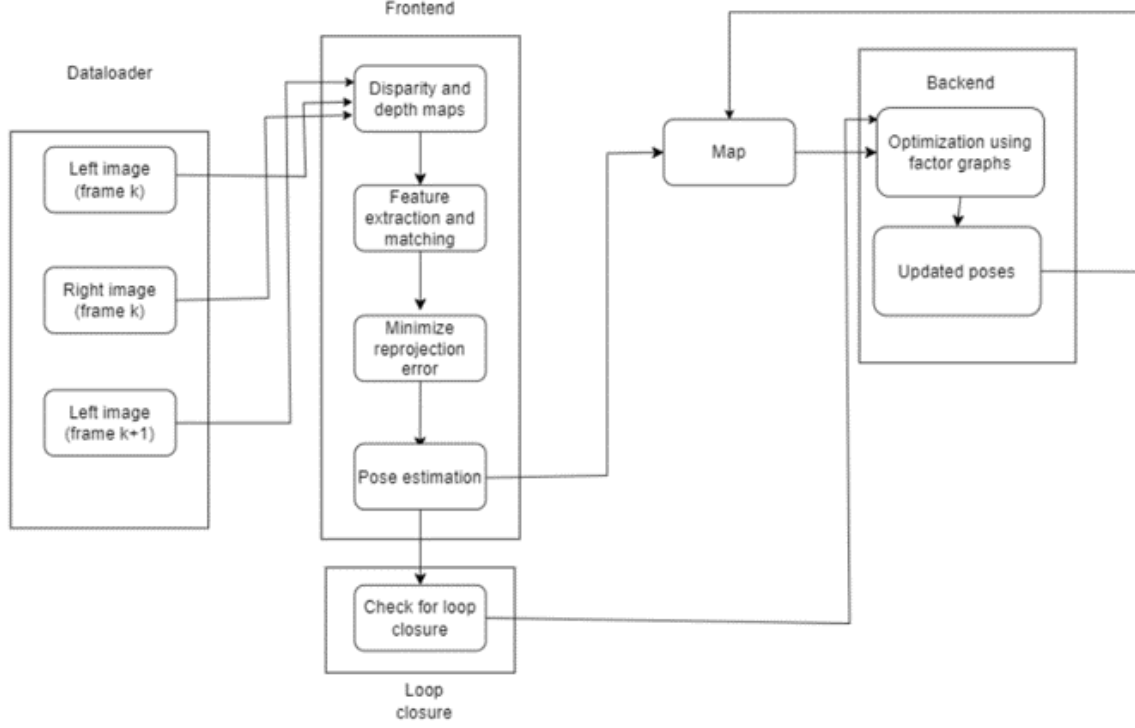 Dataloader
Left image
(frame k)
Right image
(frame k)
Left image
(frame k+1)
Frontend
Disparity and
depth maps
Feature
extraction and
matching
Minimize
reprojection
error
Pose estimation
Check for loop
closure
Loop
closure
Map
Backend
Optimization using
factor graphs
Updated poses